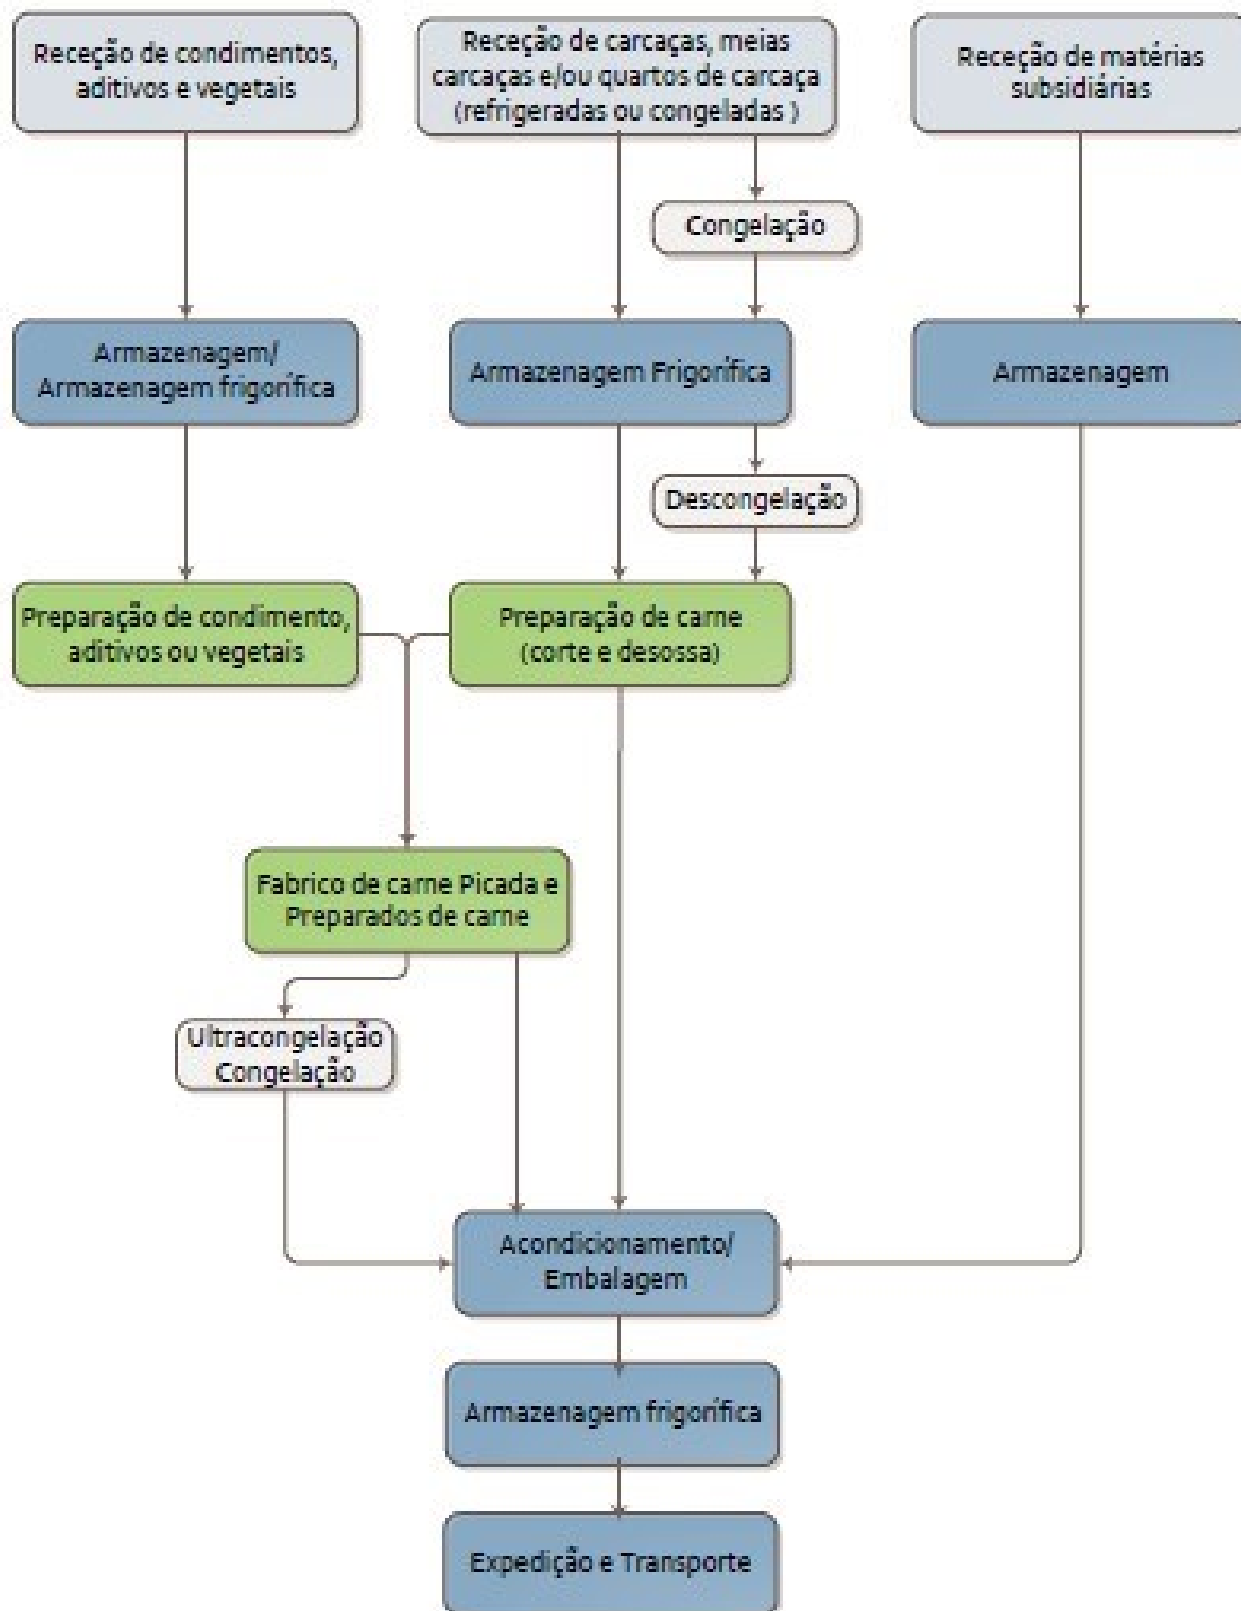 Receção de condimentos,
aditivos e vegetais
Receção de carcaças, meias
carcaças e/ou quartos de carcaça
(refrigeradas ou congeladas )
Receção de matérias
subsidiárias
Congelação
Armazenagem/
Armazenagem frigorífica
Armazenagem Frigorífica
Armazenagem
Descongelação
Preparação de condimento,
aditivos ou vegetais
Preparação de carne
(corte e desossa)
Fabrico de carne Picada e
Preparados de carne
Ultracongelação
Congelação
Acondicionamento/
Embalagem
Armazenagem frigorífica
Expedição e Transporte